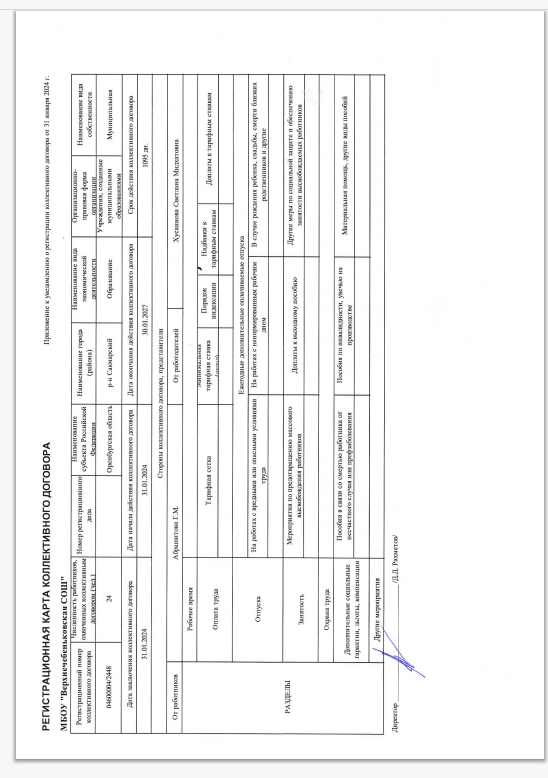 Приложение к уведомлению о регистрации коллективного договора от 31 января 2024 г.
РЕГИСТРАЦИОННАЯ КАРТА КОЛЛЕКТИВНОГО ДОГОВОРА
МБОУ "Верхнечебеньковская СОШ"
Регистрационный номер коллективного договора
Численность работников, охваченных коллективным договором (чел.)
Номер регистрационного дела
Наименование субъекта Российской Федерации
Наименование города (района)
Наименование вида экономической деятельности
Организационно-правовая форма организации
Наименование вида собственности
04600004/2448
24
Оренбургская область
р-н Сакмарский
Образование
Учреждения, созданные муниципальными образованиями
Муниципальная
Дата заключения коллективного договора
Дата начала действия коллективного договора
Дата окончания действия коллективного договора
Срок действия коллективного договора
31.01.2024
31.01.2024
30.01.2027
1095 дн.
Стороны коллективного договора, представители
От работников
Абрашитова Г.М.
От работодателей
Хусаинова Светлана Мидхатовна
РАЗДЕЛЫ
Рабочее время
Оплата труда
Тарифная сетка
тарифная ставка
Порядок индексации
Надбавки к тарифным ставкам
Доплаты к тарифным ставкам
Отпуска
Ежегодные дополнительные оплачиваемые отпуска
На работах с вредными или опасными условиями труда
На работах с ненормированным рабочим днем
В случае рождения ребенка, свадьбы, смерти близких родственников и другие
Занятость
Мероприятия по предотвращению массового высвобождения работников
Доплаты к выходному пособию
Другие меры по социальной защите и обеспечению занятости высвобождаемых работников
Охрана труда
Дополнительные социальные гарантии, льготы, компенсации
Пособия в связи со смертью работника от несчастного случая или профзаболевания
Пособия по инвалидности, увечью на производстве
Материальная помощь, другие виды пособий
Другие мероприятия
Директор /Д.Д. Рахметов/